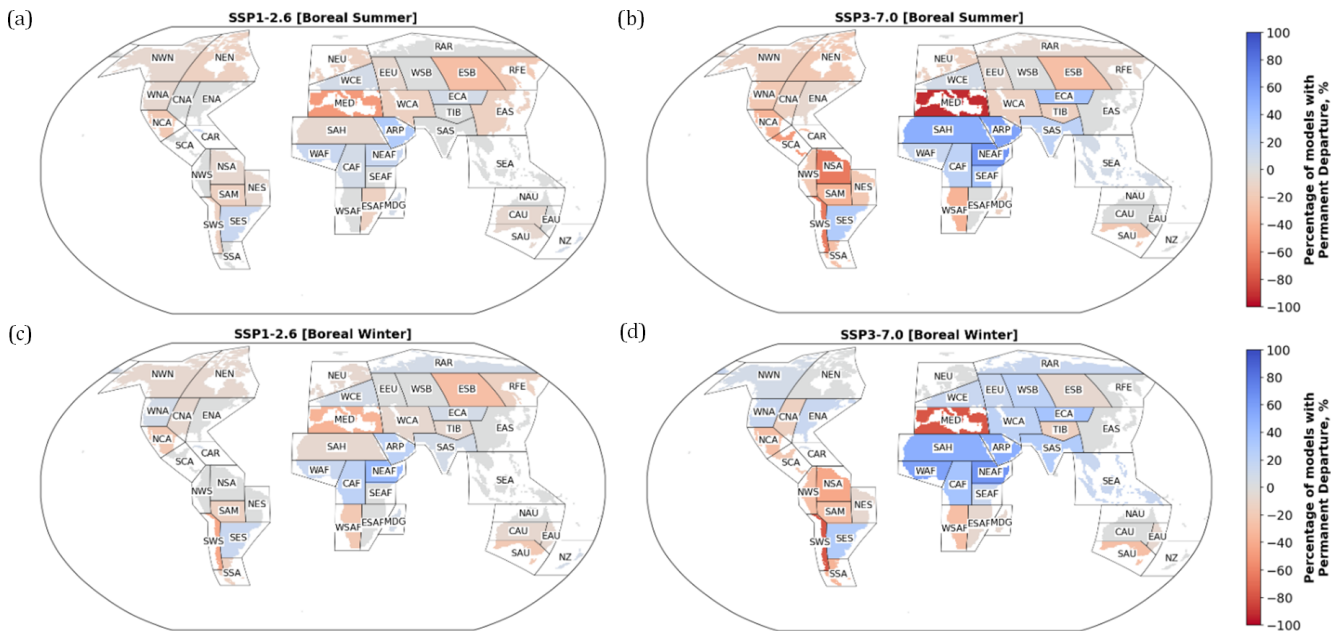 (a)
SSP1-2.6 [Boreal Summer]
NWN
NEN
WNA
CNA
ENA
NCA
SCA
CAR
NWS
NSA
NES
SAM
SWS
SES
SSA
NEU
RAR
WCE
EEU
WSB
ESB
RFE
MED
WCA
ECA
TIB
EAS
SAH
ARP
SAS
WAF
CAF
NEAF
SEAF
SEA
WSAF
ESAF
MDG
NAU
CAU
EAU
SAU
NZ
(b)
SSP3-7.0 [Boreal Summer]
NWN
NEN
WNA
CNA
ENA
NCA
SCA
CAR
NWS
NSA
NES
SAM
SWS
SES
SSA
NEU
RAR
WCE
EEU
WSB
ESB
RFE
MED
WCA
ECA
TIB
EAS
SAH
ARP
SAS
WAF
CAF
NEAF
SEAF
SEA
WSAF
ESAF
MDG
NAU
CAU
EAU
SAU
NZ
100
80
60
40
20
0
−20
−40
−60
−80
−100
Percentage of models with
Permanent Departure, %
(c)
SSP1-2.6 [Boreal Winter]
NWN
NEN
WNA
CNA
ENA
NCA
SCA
CAR
NWS
NSA
NES
SAM
SWS
SES
SSA
NEU
RAR
WCE
EEU
WSB
ESB
RFE
MED
WCA
ECA
TIB
EAS
SAH
ARP
SAS
WAF
CAF
NEAF
SEAF
SEA
WSAF
ESAF
MDG
NAU
CAU
EAU
SAU
NZ
(d)
SSP3-7.0 [Boreal Winter]
NWN
NEN
WNA
CNA
ENA
NCA
SCA
CAR
NWS
NSA
NES
SAM
SWS
SES
SSA
NEU
RAR
WCE
EEU
WSB
ESB
RFE
MED
WCA
ECA
TIB
EAS
SAH
ARP
SAS
WAF
CAF
NEAF
SEAF
SEA
WSAF
ESAF
MDG
NAU
CAU
EAU
SAU
NZ
100
80
60
40
20
0
−20
−40
−60
−80
−100
Percentage of models with
Permanent Departure, %